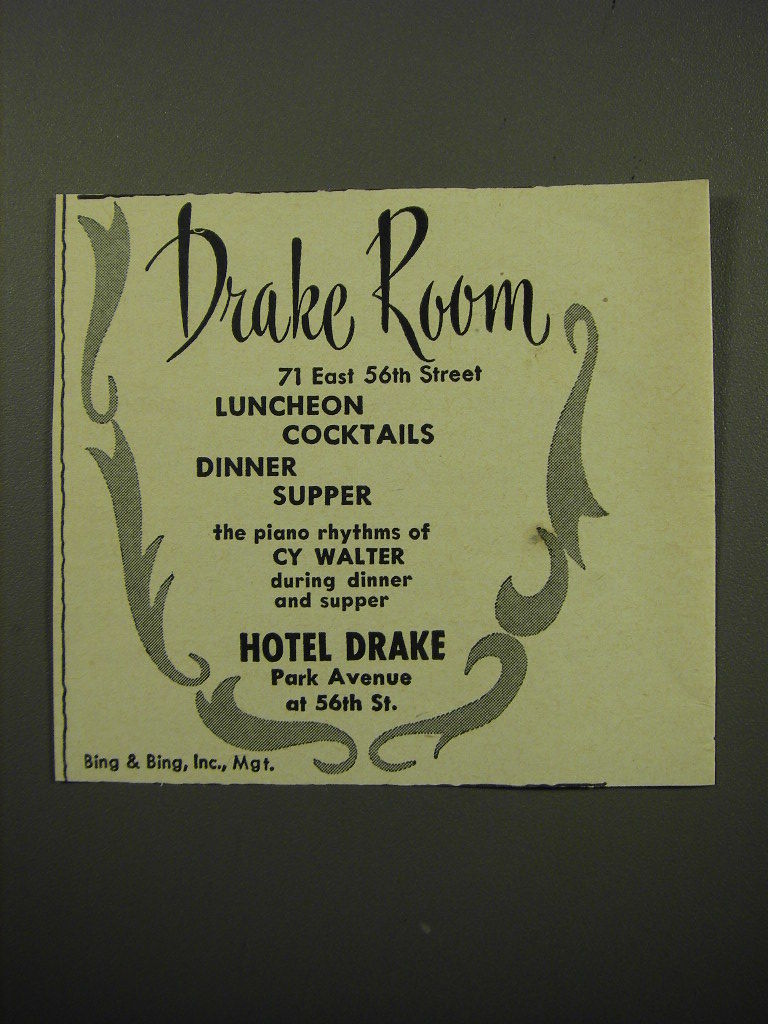 Drake Room
71 East 56th Street
LUNCHEON
COCKTAILS
DINNER
SUPPER
the piano rhythms of
CY WALTER
during dinner
and supper
HOTEL DRAKE
Park Avenue
at 56th St.
Bing & Bing, Inc., Mgt.